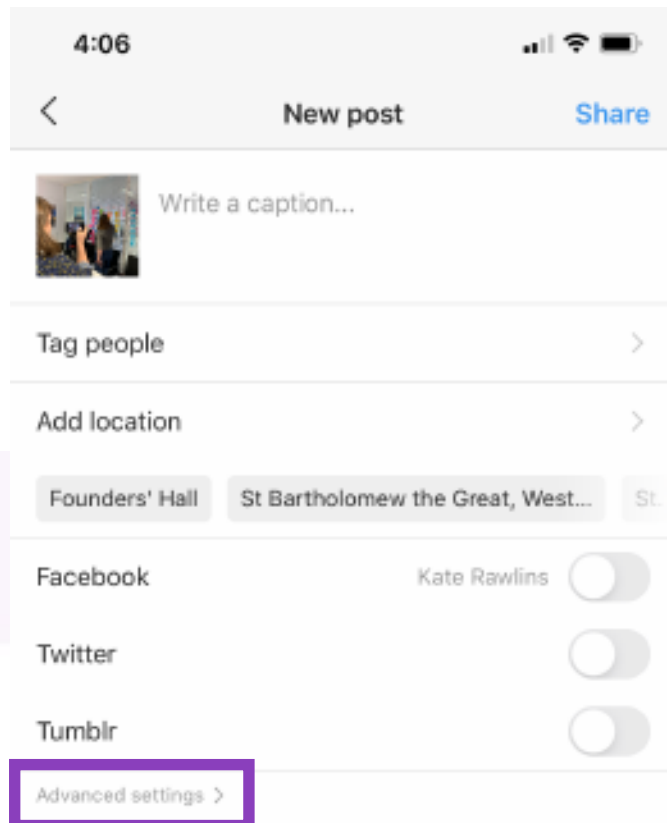 4:06
New post Share
Write a caption...
Tag people
Add location
Founders' Hall St Bartholomew the Great, West... St.
Facebook Kate Rawlins
Twitter
Tumblr
Advanced settings